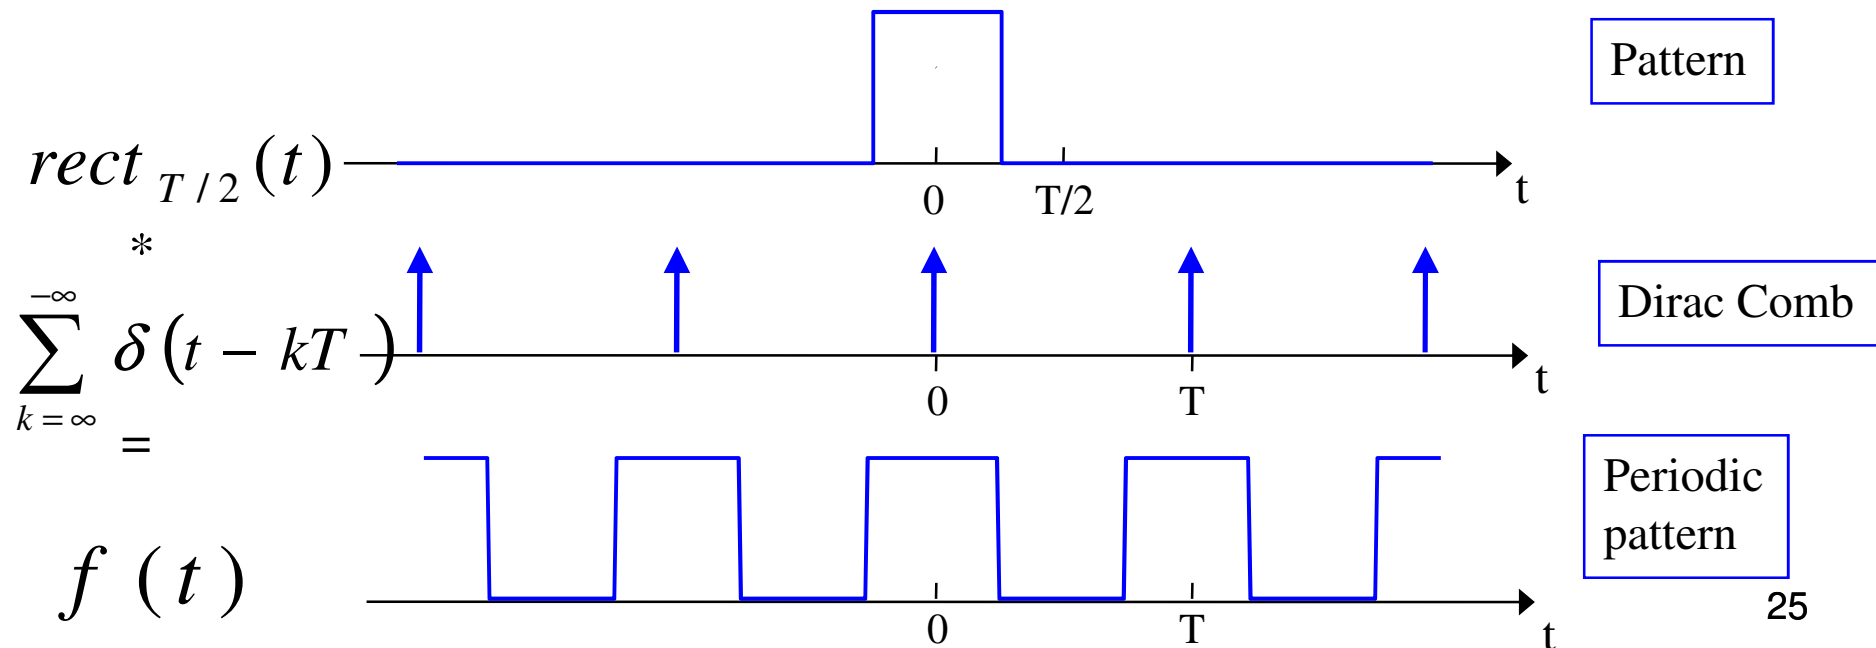 Pattern
rect T/2 (t)
0 T/2 t
*
Dirac Comb
−∞
∑ δ(t − kT)
k = ∞
0 T t
=
Periodic
pattern
f (t)
0 T t
25